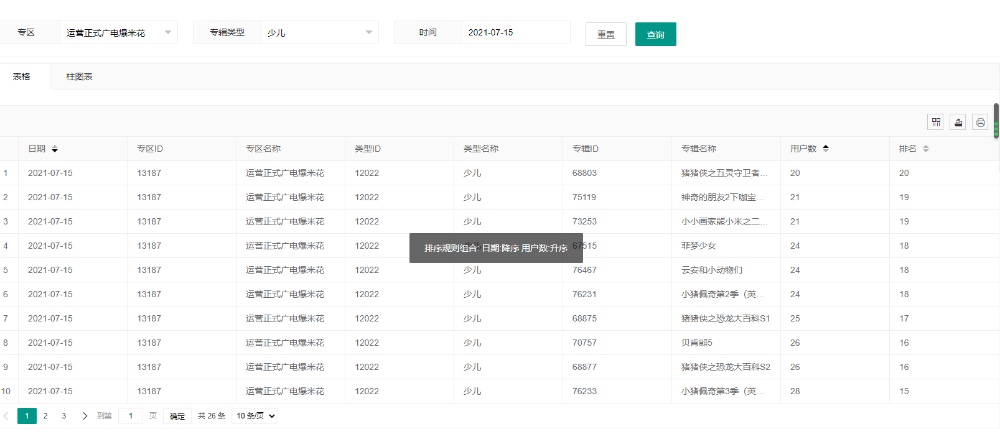 专区 运营正式广电爆米花 专辑类型 少儿 时间 2021-07-15 重置 查询
表格 柱图表
日期 专区ID 专区名称 类型ID 类型名称 专辑ID 专辑名称 用户数 排名
1 2021-07-15 13187 运营正式广电爆米花 12022 少儿 68803 猪猪侠之五灵守卫者... 20 20
2 2021-07-15 13187 运营正式广电爆米花 12022 少儿 75119 神奇的朋友2下咖宝... 21 19
3 2021-07-15 13187 运营正式广电爆米花 12022 少儿 73253 小小画家熊小米之二... 21 19
4 2021-07-15 13187 运营正式广电爆米花 12022 少儿 67515 菲梦少女 24 18
排序规则组合: 日期:降序 用户数:升序
5 2021-07-15 13187 运营正式广电爆米花 12022 少儿 76467 云安和小动物们 24 18
6 2021-07-15 13187 运营正式广电爆米花 12022 少儿 76231 小猪佩奇第2季（英... 24 18
7 2021-07-15 13187 运营正式广电爆米花 12022 少儿 68875 猪猪侠之恐龙大百科S1 25 17
8 2021-07-15 13187 运营正式广电爆米花 12022 少儿 70757 贝肯熊5 26 16
9 2021-07-15 13187 运营正式广电爆米花 12022 少儿 68877 猪猪侠之恐龙大百科S2 26 16
10 2021-07-15 13187 运营正式广电爆米花 12022 少儿 76233 小猪佩奇第3季（英... 28 15
1 2 3 到第 1 页 确定 共 26 条 10 条/页